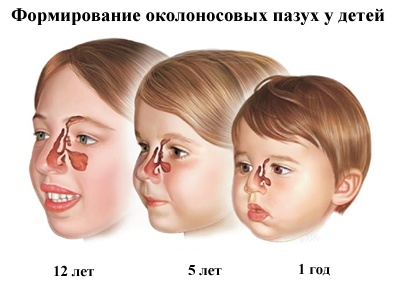 Формирование околоносовых пазух у детей
12 лет
5 лет
1 год